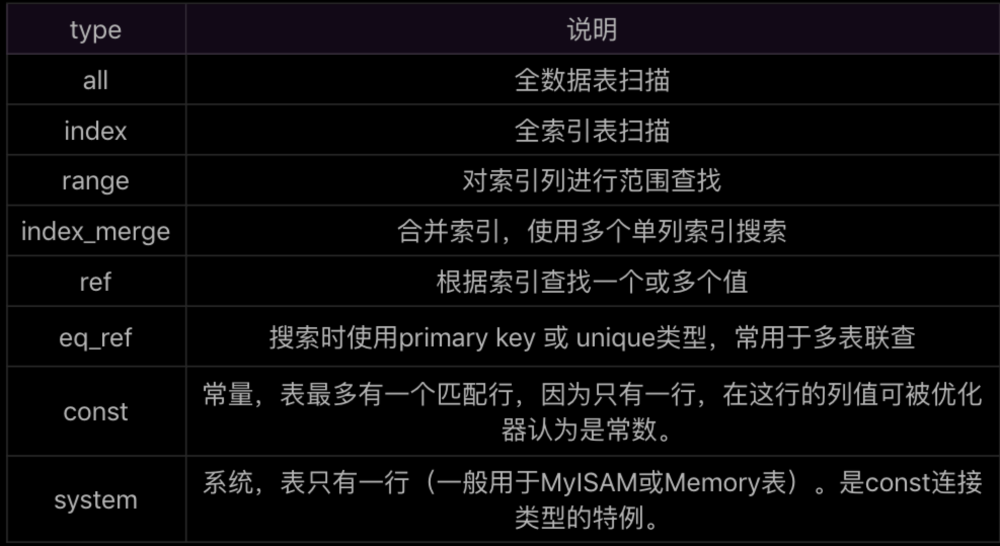 type 说明
all 全数据表扫描
index 全索引表扫描
range 对索引列进行范围查找
index_merge 合并索引，使用多个单列索引搜索
ref 根据索引查找一个或多个值
eq_ref 搜索时使用primary key 或 unique类型，常用于多表联查
const 常量，表最多有一个匹配行，因为只有一行，在这行的列值可被优化
器认为是常数。
system 系统，表只有一行（一般用于MyISAM或Memory表）。是const连接
类型的特例。